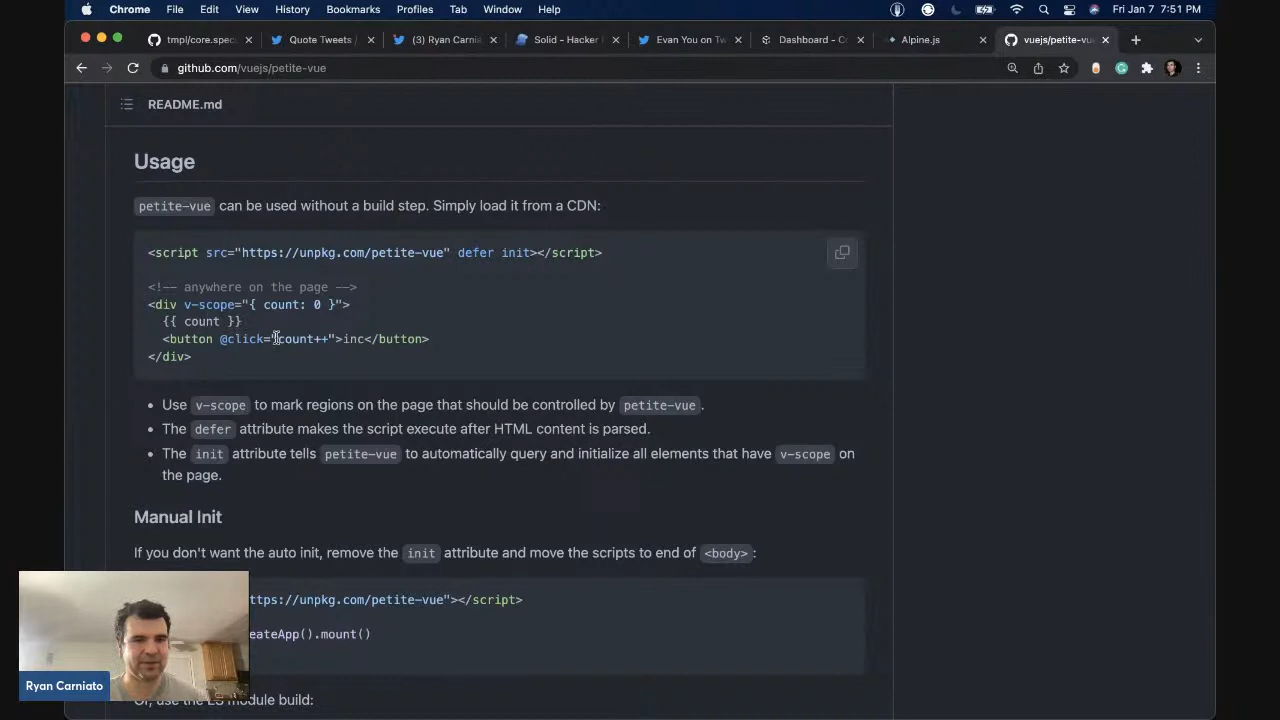 Chrome File Edit View History Bookmarks Profiles Tab Window Help Fri Jan 7 7:51 PM
tmpl/core.spec Quote Tweets / (3) Ryan Carnia Solid - Hacker Evan You on Tw Dashboard - C Alpine.js vuejs/petite-vue
github.com/vuejs/petite-vue
README.md
Usage
petite-vue can be used without a build step. Simply load it from a CDN:
<script src="https://unpkg.com/petite-vue" defer init></script>
<!-- anywhere on the page -->
<div v-scope="{ count: 0 }">
{{ count }}
<button @click="count++">inc</button>
</div>
Use v-scope to mark regions on the page that should be controlled by petite-vue.
The defer attribute makes the script execute after HTML content is parsed.
The init attribute tells petite-vue to automatically query and initialize all elements that have v-scope on
the page.
Manual Init
If you don't want the auto init, remove the init attribute and move the scripts to end of <body>:
ttps://unpkg.com/petite-vue"></script>
eateApp().mount()
Or, use the ES module build:
Ryan Carniato